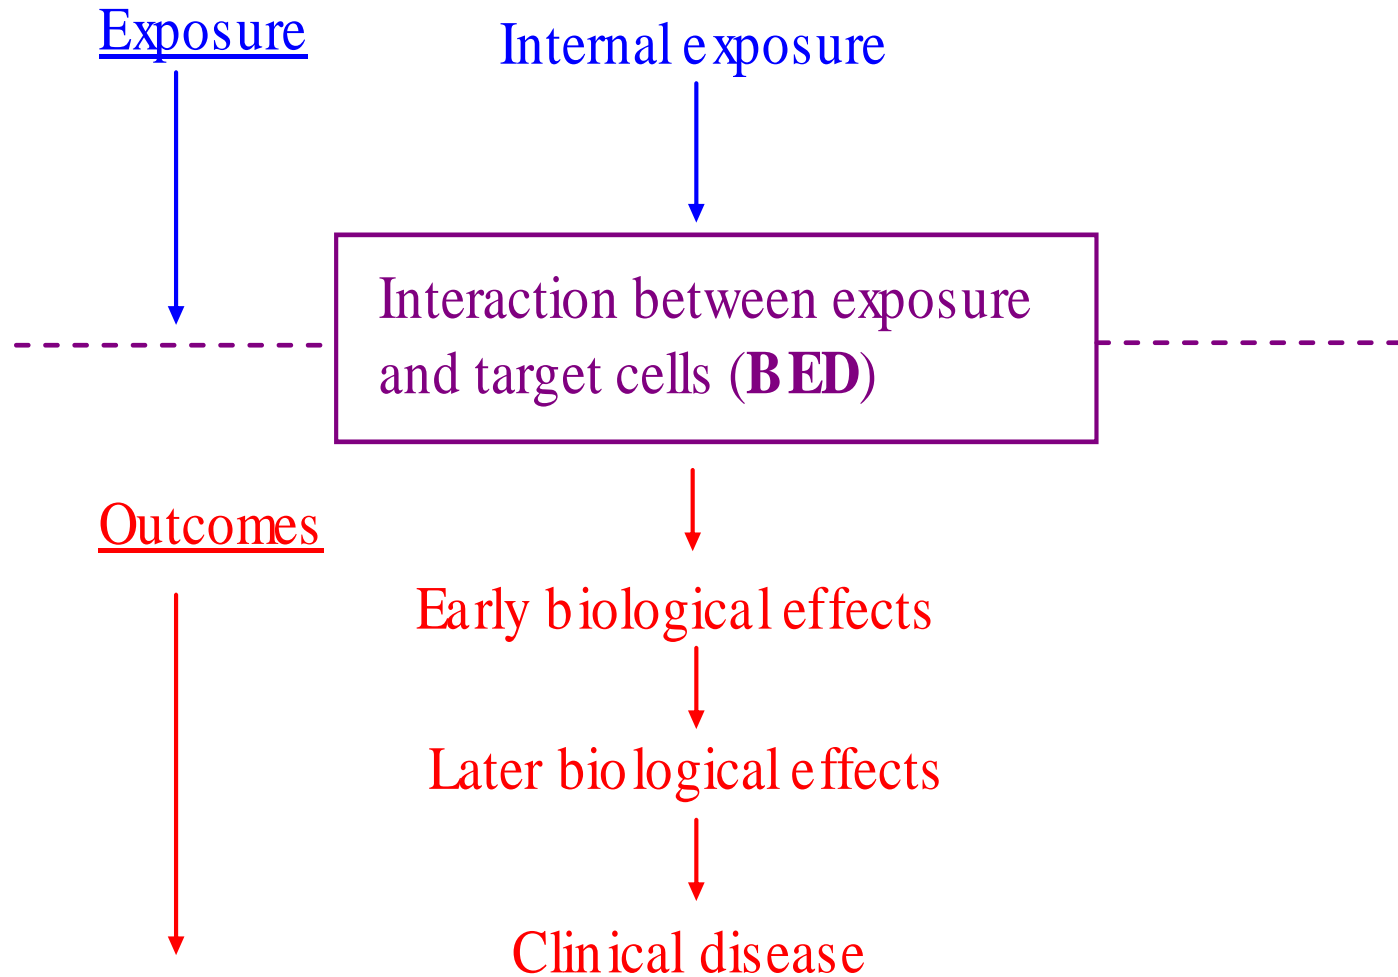 Exposure
Internal exposure
Interaction between exposure
and target cells (BED)
Outcomes
Early biological effects
Later biological effects
Clinical disease